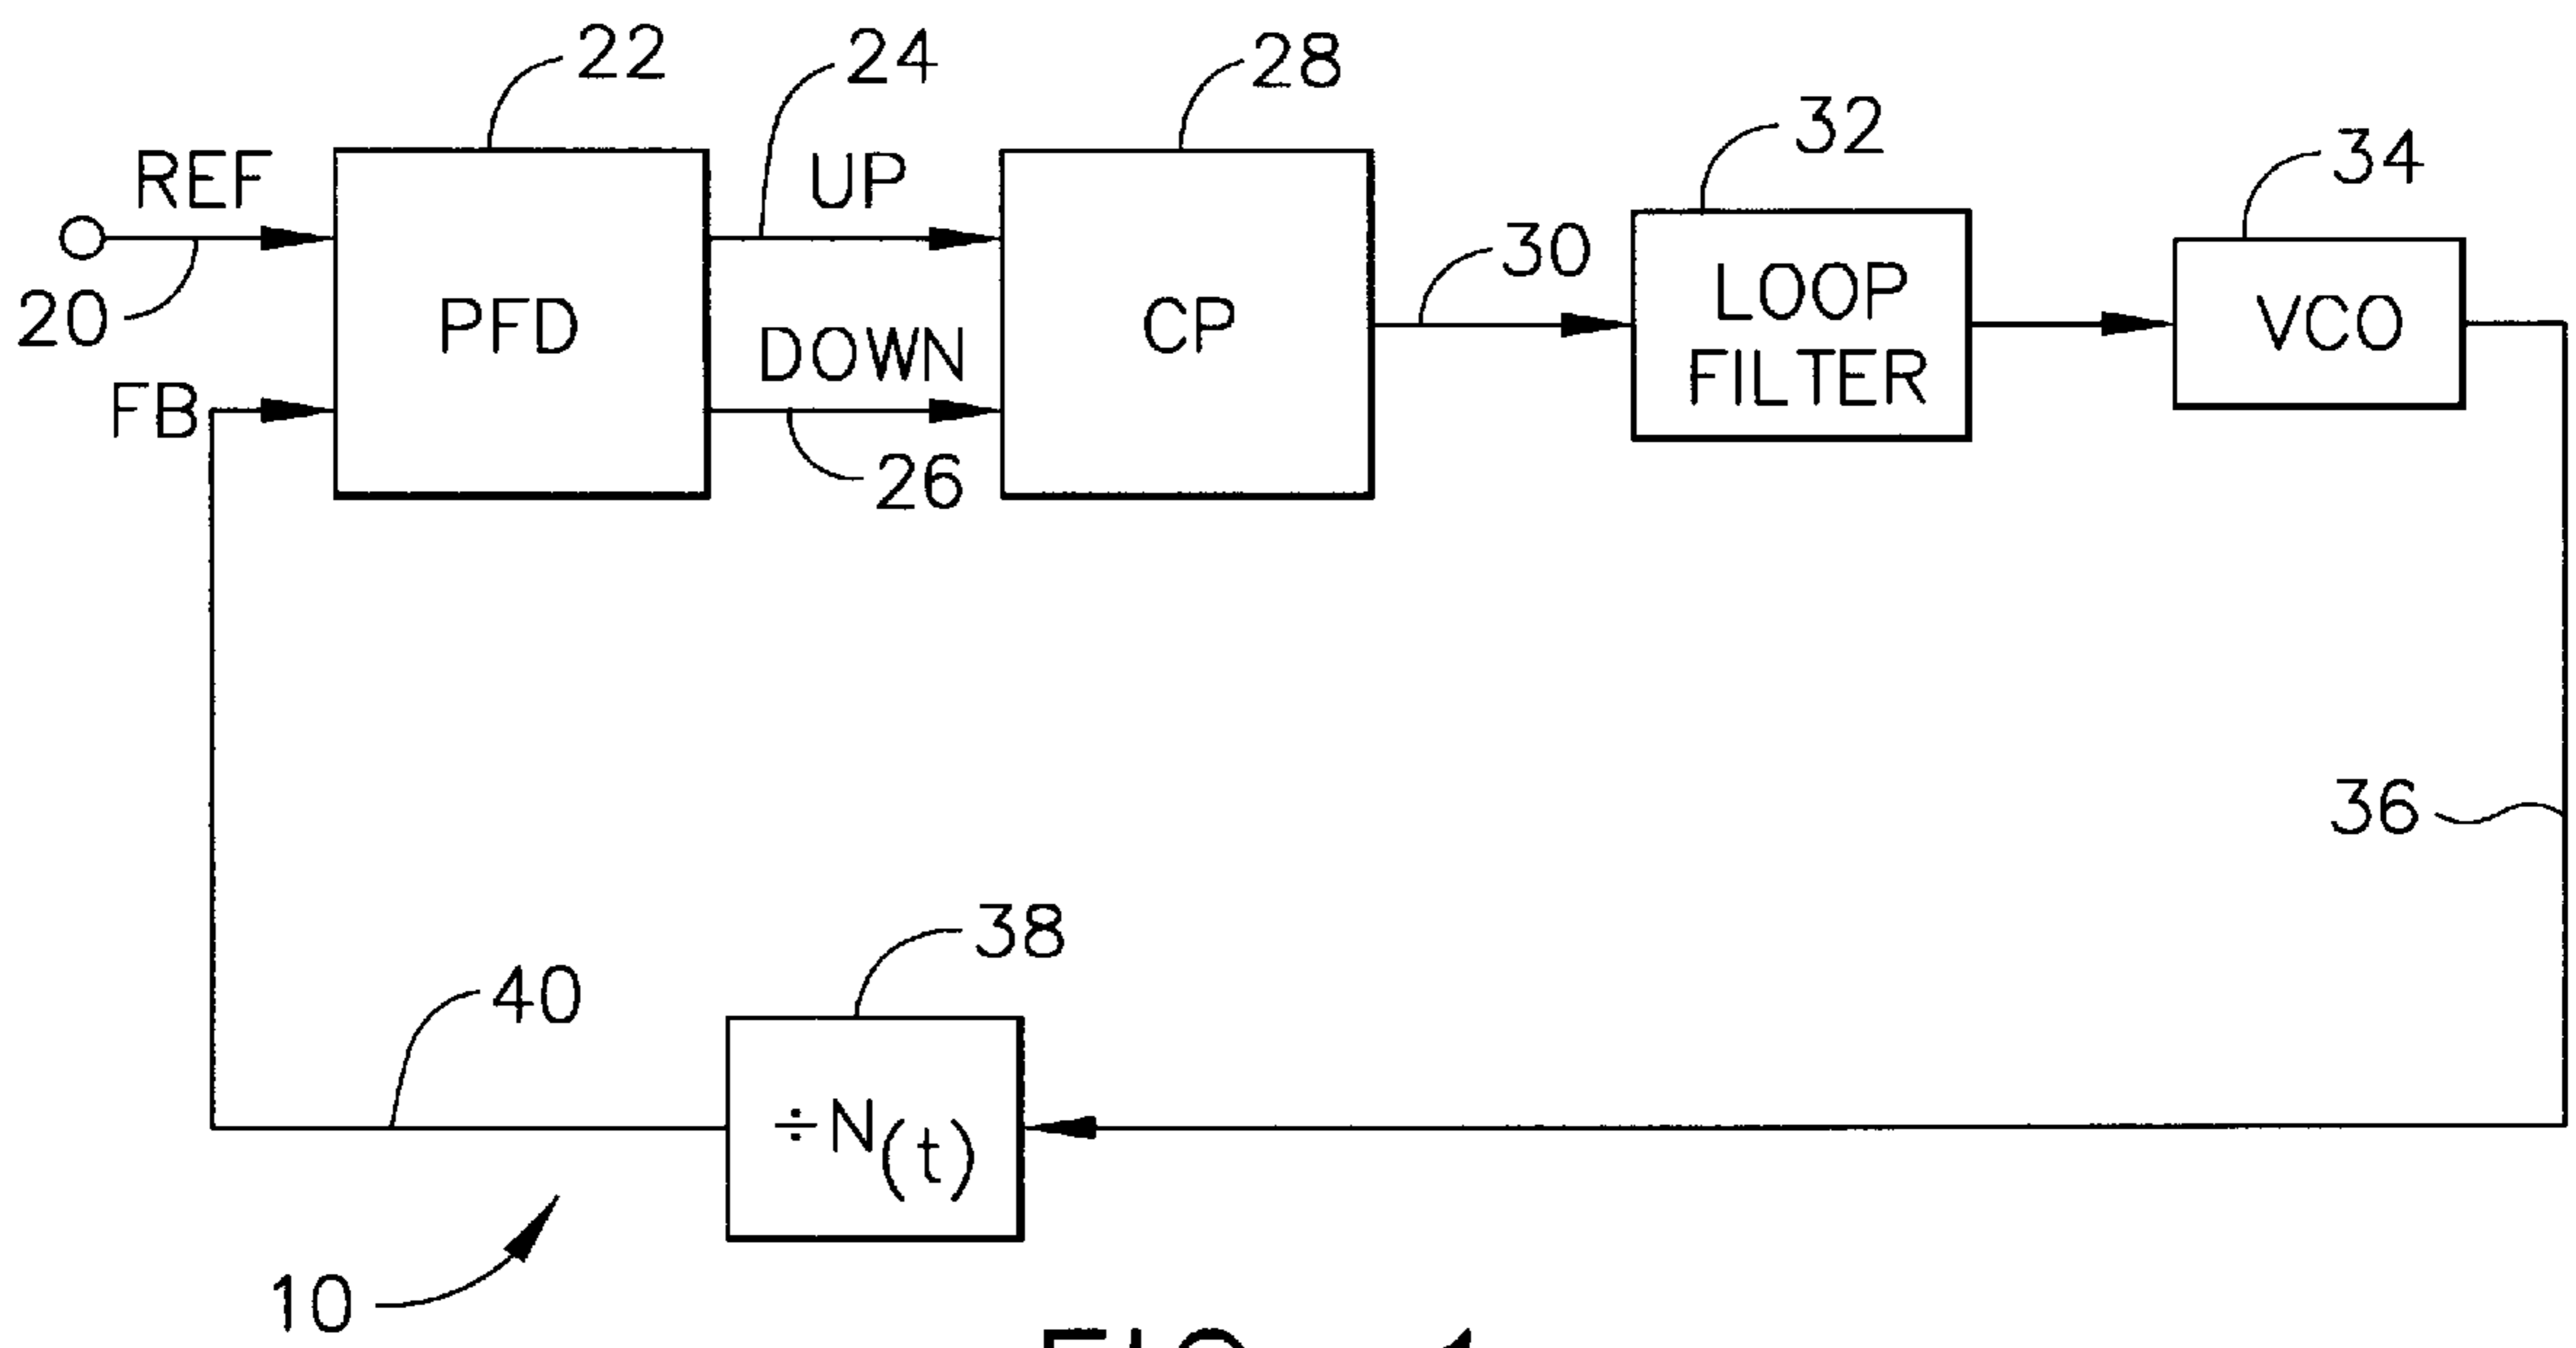 22
24
28
32
34
REF
UP
30
20
PFD
CP
LOOP
FILTER
VCO
DOWN
FB
26
36
38
40
÷N(t)
10